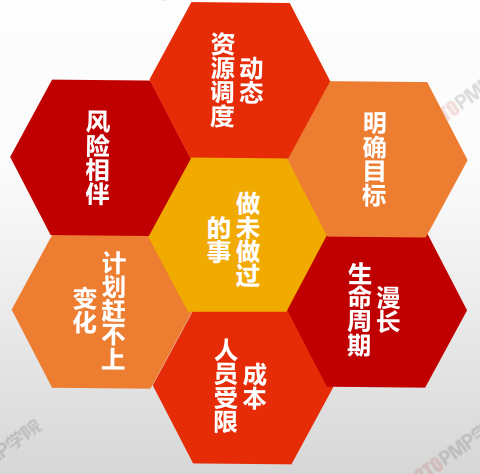 动态
资源调度
风险相伴
明确目标
做未做过
的事
计划赶不上
变化
漫长
生命周期
成本
人员受限
PMP学院